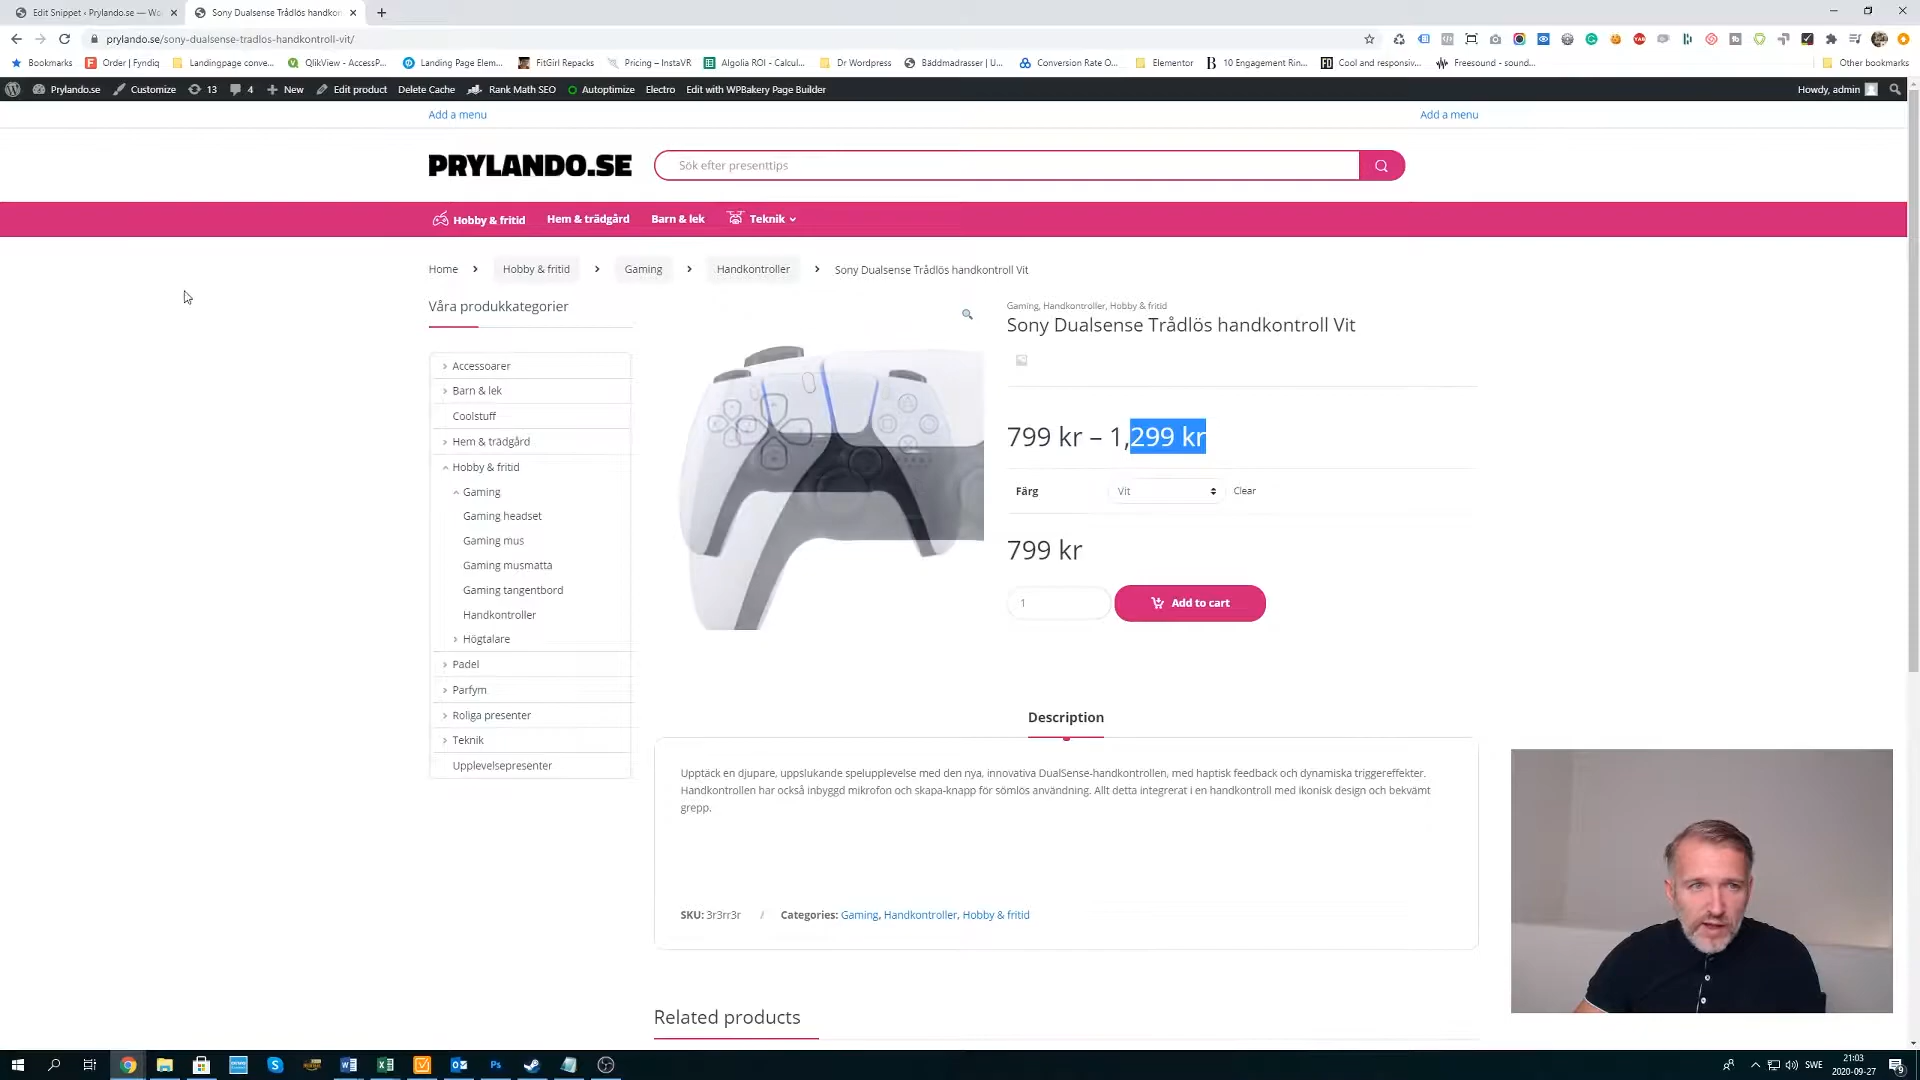 Edit Snippet ‹ Prylando.se — Wo
Sony Dualsense Trådlös handkon
prylando.se/sony-dualsense-tradlos-handkontroll-vit/
Bookmarks
Order | Fyndiq
Landingpage conve...
QlikView - AccessP...
Landing Page Elem...
FitGirl Repacks
Pricing – InstaVR
Algolia ROI - Calcul...
Dr Wordpress
Bäddmadrasser | U...
Conversion Rate O...
Elementor
10 Engagement Rin...
Cool and responsiv...
Freesound - sound...
Other bookmarks
Prylando.se
Customize
13
4
New
Edit product
Delete Cache
Rank Math SEO
Autoptimize
Electro
Edit with WPBakery Page Builder
Howdy, admin
Add a menu
Add a menu
PRYLANDO.SE
Sök efter presenttips
Hobby & fritid
Hem & trädgård
Barn & lek
Teknik
Home
Hobby & fritid
Gaming
Handkontroller
Sony Dualsense Trådlös handkontroll Vit
Våra produkkategorier
Accessoarer
Barn & lek
Coolstuff
Hem & trädgård
Hobby & fritid
Gaming
Gaming headset
Gaming mus
Gaming musmatta
Gaming tangentbord
Handkontroller
Högtalare
Padel
Parfym
Roliga presenter
Teknik
Upplevelsepresenter
Gaming, Handkontroller, Hobby & fritid
Sony Dualsense Trådlös handkontroll Vit
799 kr – 1,299 kr
Färg
Vit
Clear
799 kr
1
Add to cart
Description
Upptäck en djupare, uppslukande spelupplevelse med den nya, innovativa DualSense-handkontrollen, med haptisk feedback och dynamiska triggereffekter.
Handkontrollen har också inbyggd mikrofon och skapa-knapp för sömlös användning. Allt detta integrerat i en handkontroll med ikonisk design och bekvämt
grepp.
SKU: 3r3rr3r / Categories: Gaming, Handkontroller, Hobby & fritid
Related products
SWE
21:03
2020-09-27